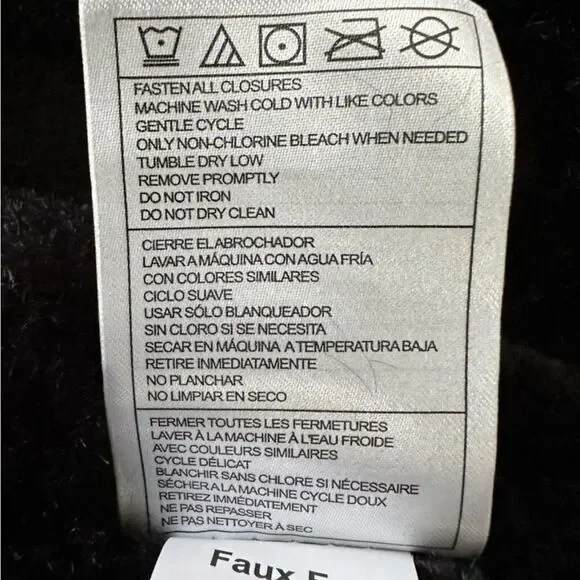 FASTEN ALL CLOSURES
MACHINE WASH COLD WITH LIKE COLORS
GENTLE CYCLE
ONLY NON-CHLORINE BLEACH WHEN NEEDED
TUMBLE DRY LOW
REMOVE PROMPTLY
DO NOT IRON
DO NOT DRY CLEAN
CIERRE EL ABROCHADOR
LAVAR A MÁQUINA CON AGUA FRÍA
CON COLORES SIMILARES
CICLO SUAVE
USAR SÓLO BLANQUEADOR
SIN CLORO SI SE NECESITA
SECAR EN MÁQUINA A TEMPERATURA BAJA
RETIRE INMEDIATAMENTE
NO PLANCHAR
NO LIMPIAR EN SECO
FERMER TOUTES LES FERMETURES
LAVER À LA MACHINE À L'EAU FROIDE
AVEC COULEURS SIMILAIRES
CYCLE DÉLICAT
BLANCHIR SANS CHLORE SI NÉCESSAIRE
SÉCHER A LA MACHINE CYCLE DOUX
RETIREZ IMMÉDIATEMENT
NE PAS REPASSER
NE PAS NETTOYER À SEC
Faux